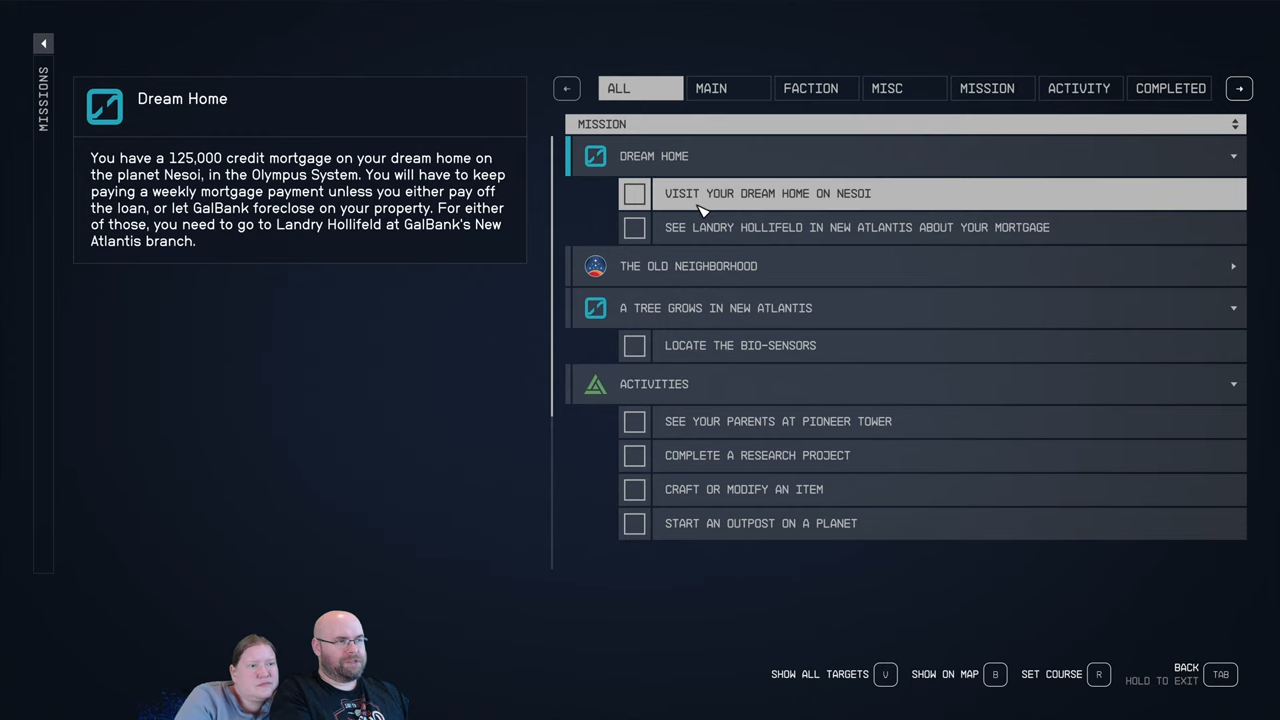 MISSIONS
Dream Home
You have a 125,000 credit mortgage on your dream home on
the planet Nesoi, in the Olympus System. You will have to keep
paying a weekly mortgage payment unless you either pay off
the loan, or let GalBank foreclose on your property. For either
of those, you need to go to Landry Hollifeld at GalBank's New
Atlantis branch.
ALL MAIN FACTION MISC MISSION ACTIVITY COMPLETED
MISSION
DREAM HOME
VISIT YOUR DREAM HOME ON NESOI
SEE LANDRY HOLLIFELD IN NEW ATLANTIS ABOUT YOUR MORTGAGE
THE OLD NEIGHBORHOOD
A TREE GROWS IN NEW ATLANTIS
LOCATE THE BIO-SENSORS
ACTIVITIES
SEE YOUR PARENTS AT PIONEER TOWER
COMPLETE A RESEARCH PROJECT
CRAFT OR MODIFY AN ITEM
START AN OUTPOST ON A PLANET
SHOW ALL TARGETS V SHOW ON MAP B SET COURSE R BACK TAB
HOLD TO EXIT